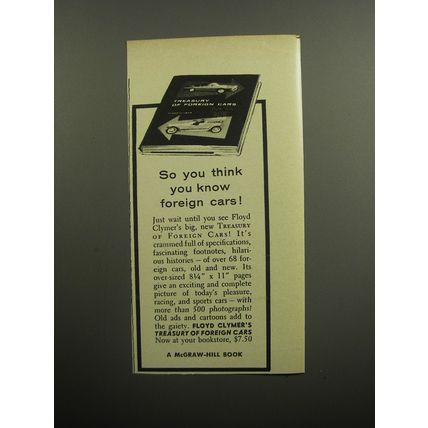 TREASURY
OF FOREIGN CARS
So you think
you know
foreign cars!
Just wait until you see Floyd
Clymer's big, new TREASURY
OF FOREIGN CARS! It's
crammed full of specifications,
fascinating footnotes, hilari-
ous histories – of over 68 for-
eign cars, old and new. Its
over-sized 8¼" x 11" pages
give an exciting and complete
picture of today's pleasure,
racing, and sports cars – with
more than 500 photographs!
Old ads and cartoons add to
the gaiety. FLOYD CLYMER'S
TREASURY OF FOREIGN CARS
Now at your bookstore, $7.50
A McGRAW-HILL BOOK